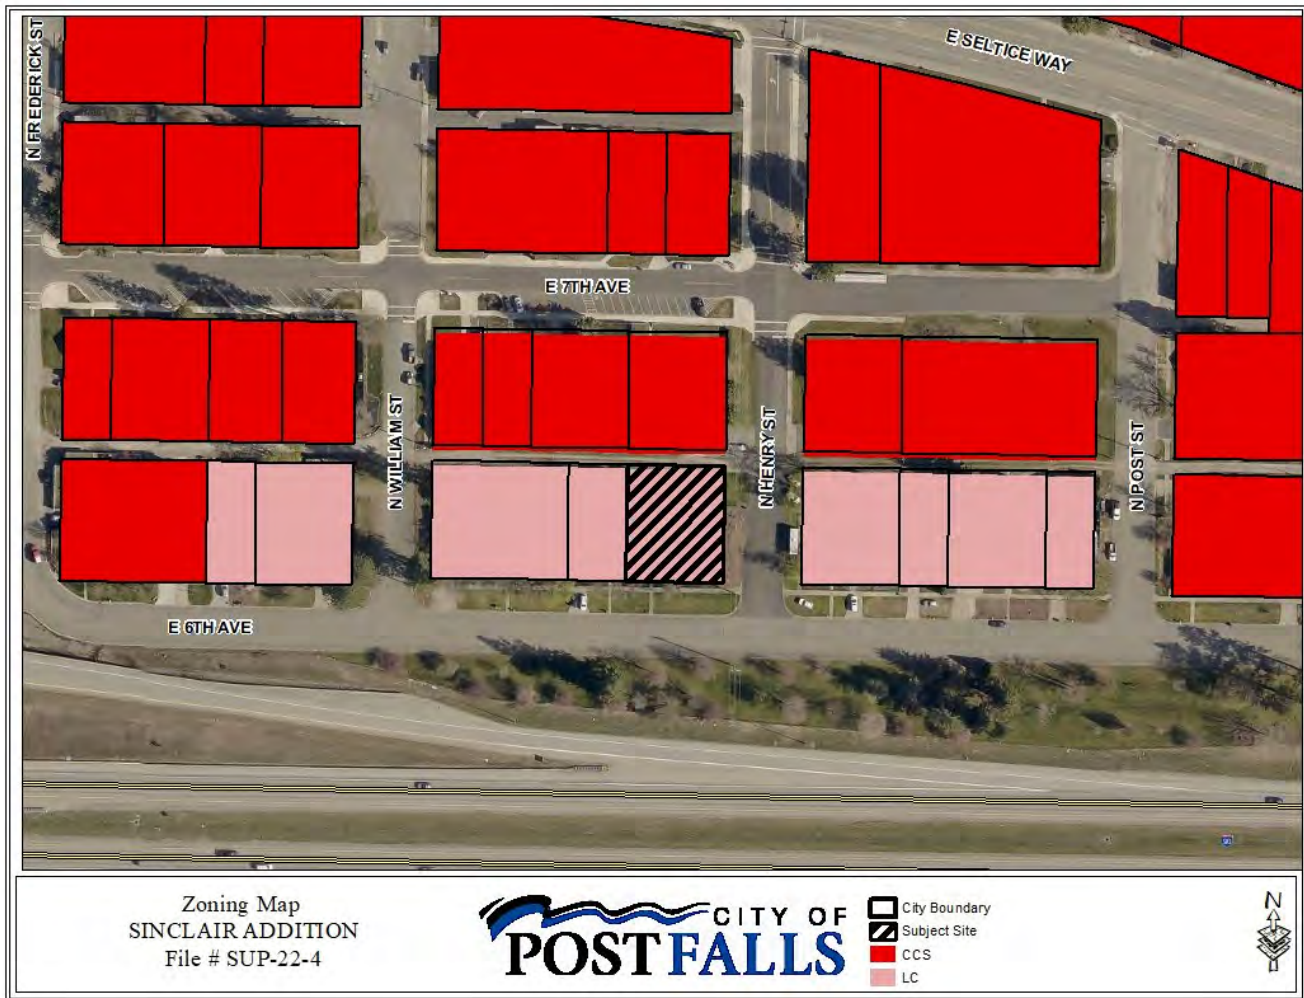 N FREDERICK ST
E SELTICE WAY
E 7TH AVE
N WILLIAM ST
N HENRY ST
N POST ST
E 6TH AVE
Zoning Map
SINCLAIR ADDITION
File # SUP-22-4
CITY OF
POST FALLS
City Boundary
Subject Site
CCS
LC
N